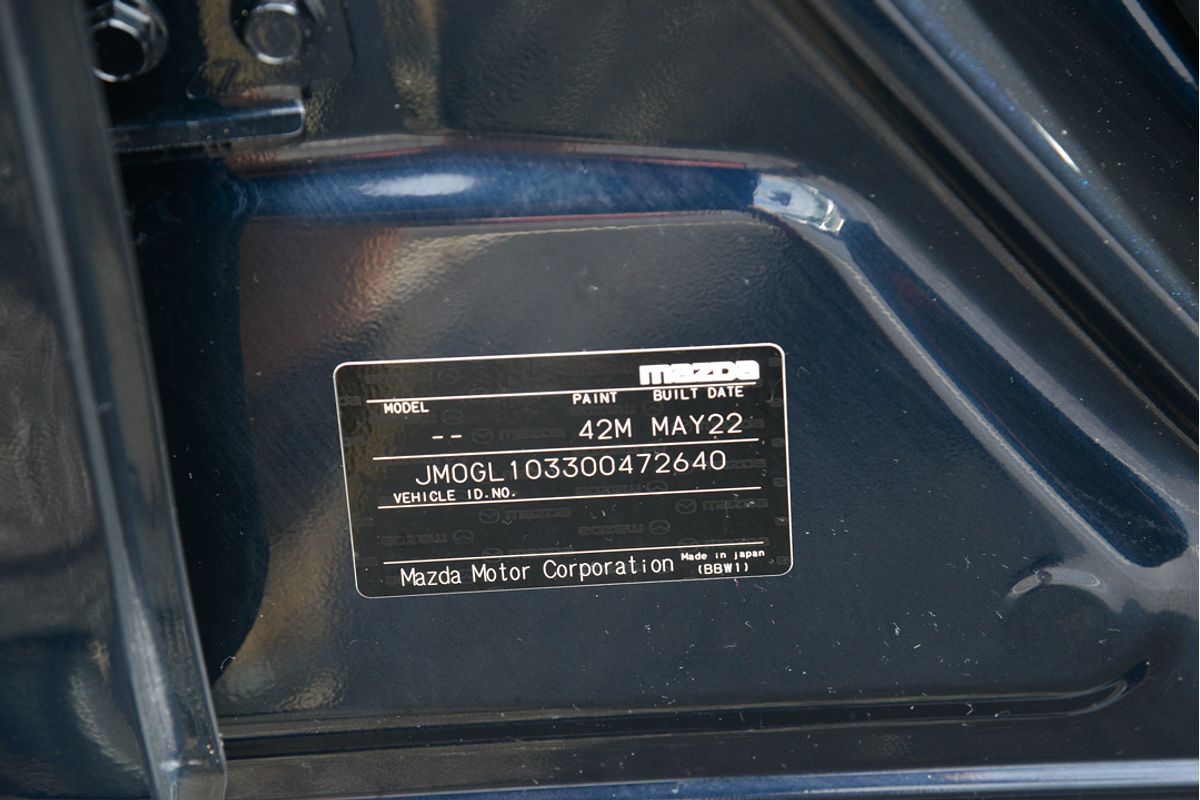 mazda
MODEL PAINT BUILT DATE
-- 42M MAY22
JM0GL103300472640
VEHICLE ID.NO.
Mazda Motor Corporation Made in japan
(BBW1)